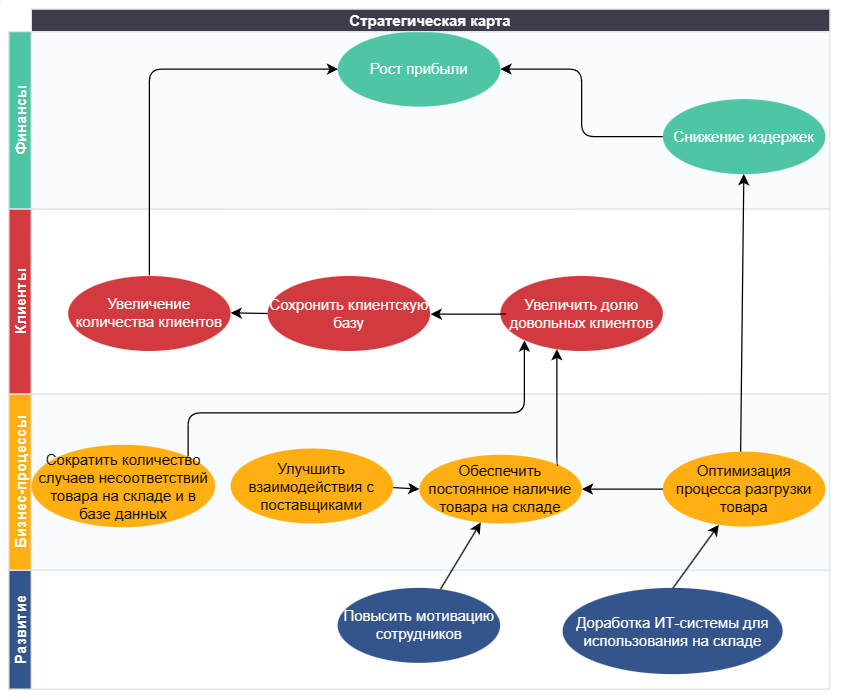 Стратегическая карта
Финансы
Рост прибыли
Снижение издержек
Клиенты
Увеличение
количества клиентов
Сохронить клиентскую
базу
Увеличить долю
довольных клиентов
Бизнес-процессы
Сократить количество
случаев несоответствий
товара на складе и в
базе данных
Улучшить
взаимодействия с
поставщиками
Обеспечить
постоянное наличие
товара на складе
Оптимизация
процесса разгрузки
товара
Развитие
Повысить мотивацию
сотрудников
Доработка ИТ-системы для
использования на складе